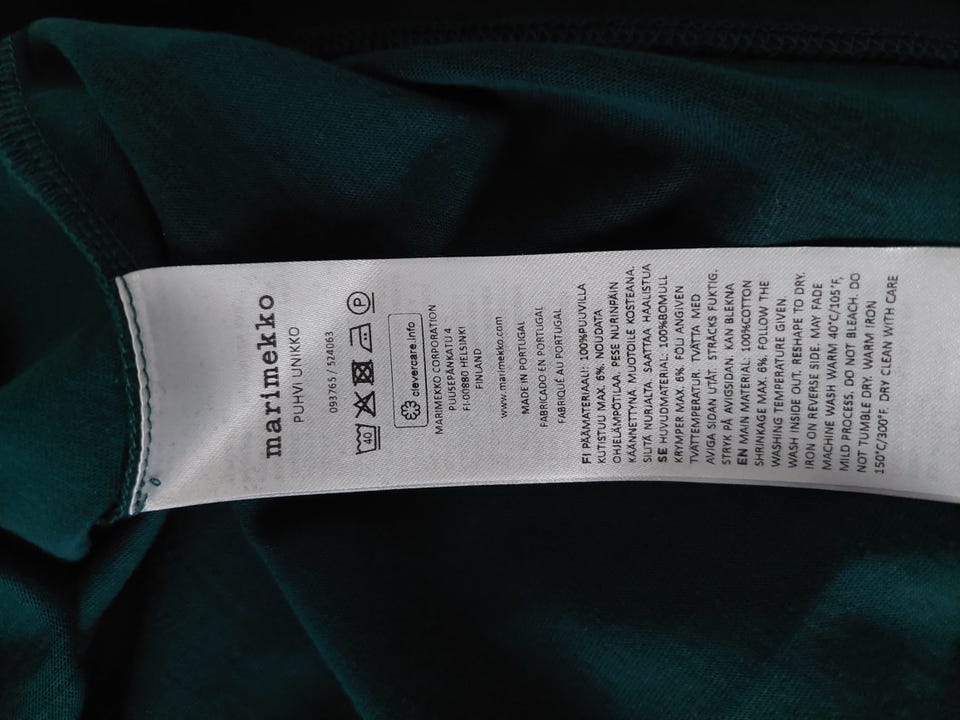 marimekko
PUHVI UNIKKO
093765 / 524063
40 P
clevercare.info
MARIMEKKO CORPORATION
PUUSEPÄNKATU 4
FI-00880 HELSINKI
FINLAND
www.marimekko.com
MADE IN PORTUGAL
FABRICADO EN PORTUGAL
FABRIQUÉ AU PORTUGAL
FI PÄÄMATERIAALI: 100%PUUVILLA
KUTISTUU MAX. 6%. NOUDATA
OHJELÄMPÖTILAA. PESE NURINPÄIN
KÄÄNNETTYNÄ. MUOTOILE KOSTEANA.
SILITÄ NURJALTA. SAATTAA HAALISTUA
SE HUVUDMATERIAL: 100%BOMULL
KRYMPER MAX. 6%. FÖLJ ANGIVEN
TVÄTTEMPERATUR. TVÄTTA MED
AVIGA SIDAN UTÅT. STRÄCKS FUKTIG.
STRYK PÅ AVIGSIDAN. KAN BLEKNA
EN MAIN MATERIAL: 100%COTTON
SHRINKAGE MAX. 6%. FOLLOW THE
WASHING TEMPERATURE GIVEN.
WASH INSIDE OUT. RESHAPE TO DRY.
IRON ON REVERSE SIDE. MAY FADE
MACHINE WASH WARM 40°C/105°F,
MILD PROCESS. DO NOT BLEACH. DO
NOT TUMBLE DRY. WARM IRON
150°C/300°F. DRY CLEAN WITH CARE